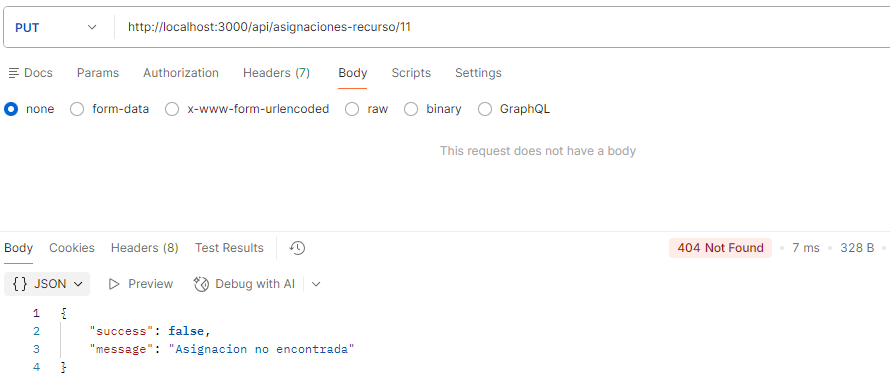 PUT http://localhost:3000/api/asignaciones-recurso/11
Docs Params Authorization Headers (7) Body Scripts Settings
none form-data x-www-form-urlencoded raw binary GraphQL
This request does not have a body
Body Cookies Headers (8) Test Results 404 Not Found • 7 ms • 328 B •
{} JSON Preview Debug with AI
1 {
2 "success": false,
3 "message": "Asignacion no encontrada"
4 }